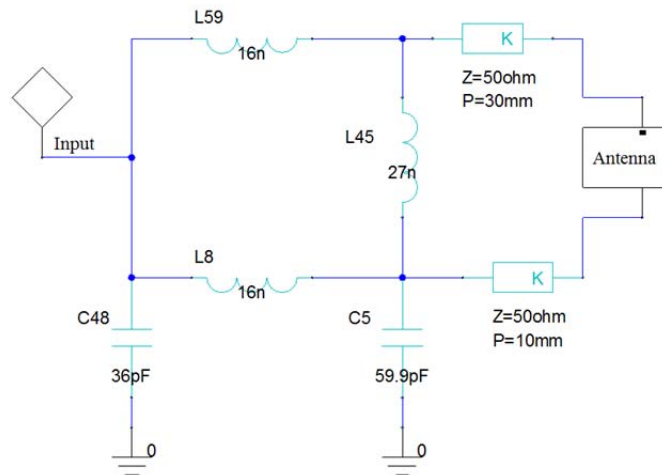 L59
16n
K
Z=50ohm
P=30mm
Input
L45
27n
Antenna
L8
16n
K
C48
C5
Z=50ohm
P=10mm
36pF
59.9pF
0
0